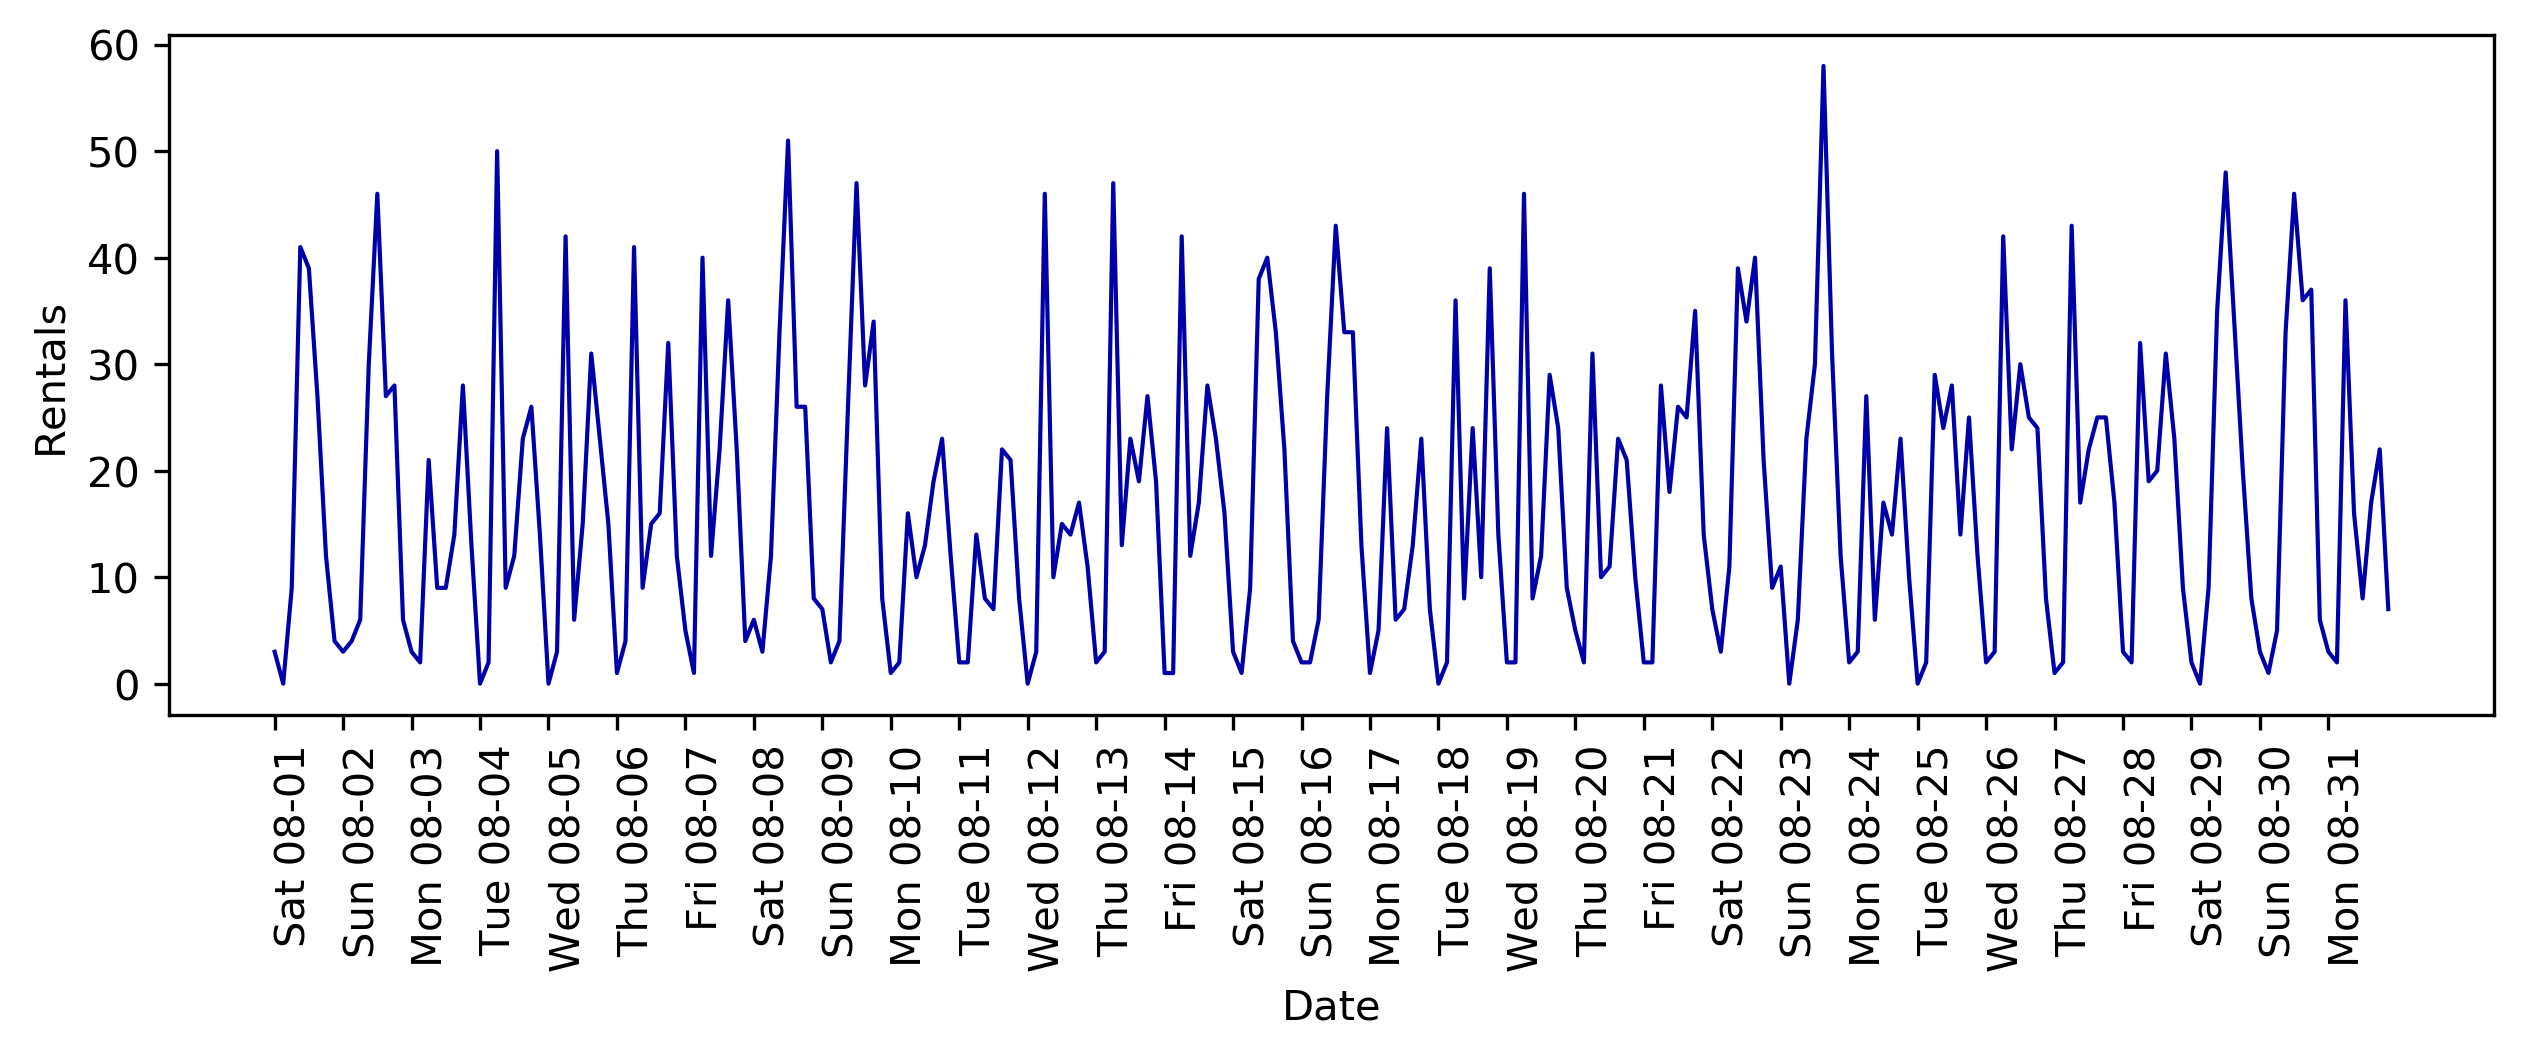 60
50
40
30
20
10
0
Rentals
Sat 08-01
Sun 08-02
Mon 08-03
Tue 08-04
Wed 08-05
Thu 08-06
Fri 08-07
Sat 08-08
Sun 08-09
Mon 08-10
Tue 08-11
Wed 08-12
Thu 08-13
Fri 08-14
Sat 08-15
Sun 08-16
Mon 08-17
Tue 08-18
Wed 08-19
Thu 08-20
Fri 08-21
Sat 08-22
Sun 08-23
Mon 08-24
Tue 08-25
Wed 08-26
Thu 08-27
Fri 08-28
Sat 08-29
Sun 08-30
Mon 08-31
Date